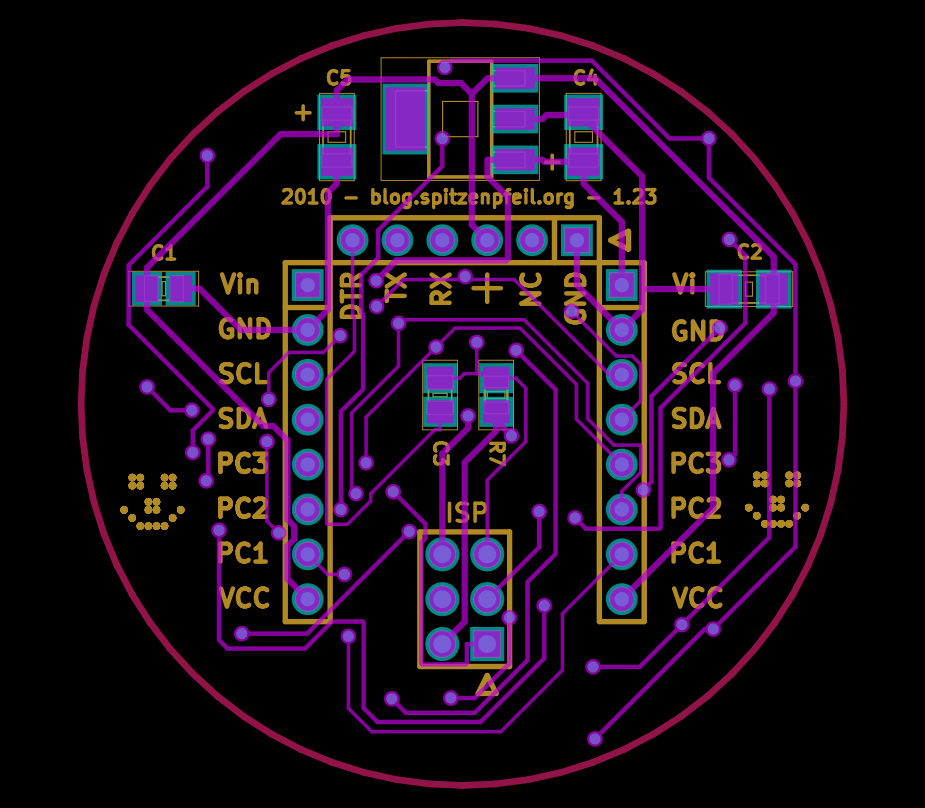 C5 C4
+
+
2010 - blog.spitzenpfeil.org - 1.23
C1 C2
DTR TX RX + NC GND
Vin Vi
GND GND
SCL SCL
SDA SDA
PC3 C3 R7 PC3
PC2 ISP PC2
PC1 PC1
VCC VCC